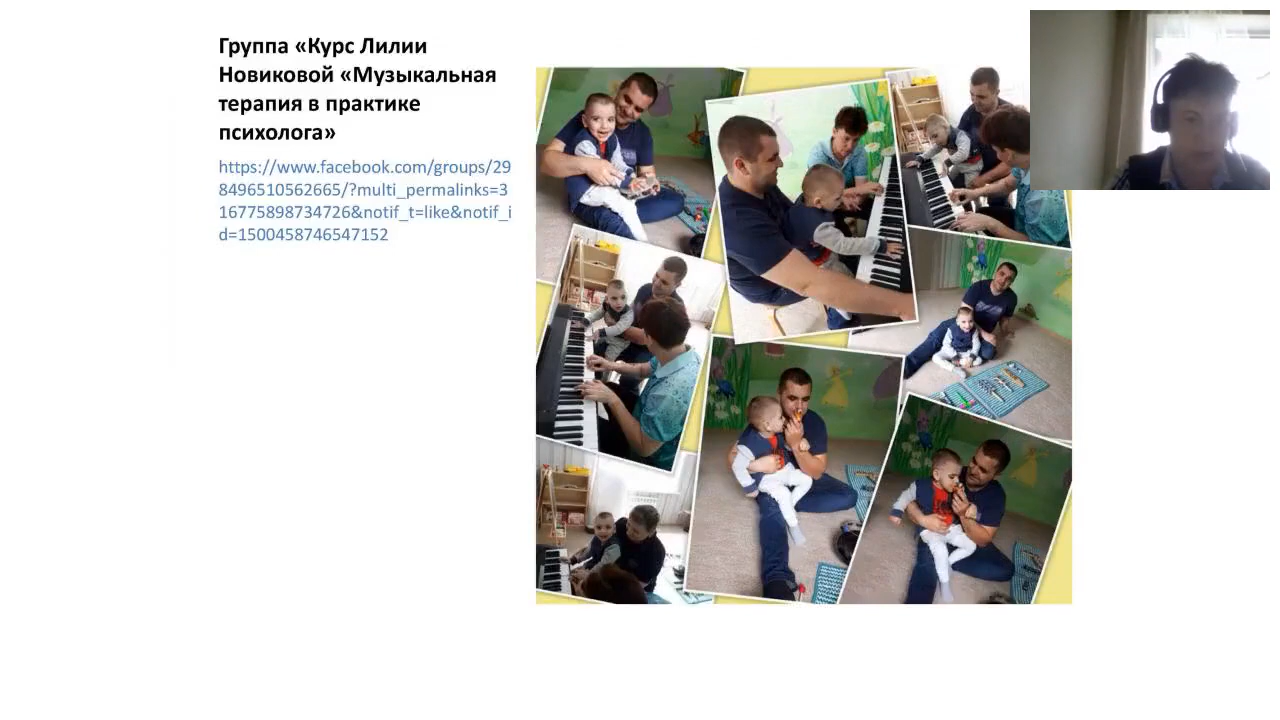 Группа «Курс Лилии
Новиковой «Музыкальная
терапия в практике
психолога»
https://www.facebook.com/groups/29
8496510562665/?multi_permalinks=3
16775898734726&notif_t=like&notif_i
d=1500458746547152